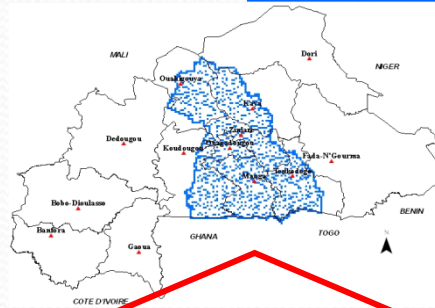 MALI
Dori
NIGER
Ouahigouya
Kaya
Ziniaré
Dedougou
Koudougou
Ouagadougou
Fada-N'Gourma
Tenkodogo
Manga
Bobo-Dioulasso
BENIN
Banfora
GHANA
TOGO
N
Gaoua
COTE D'IVOIRE